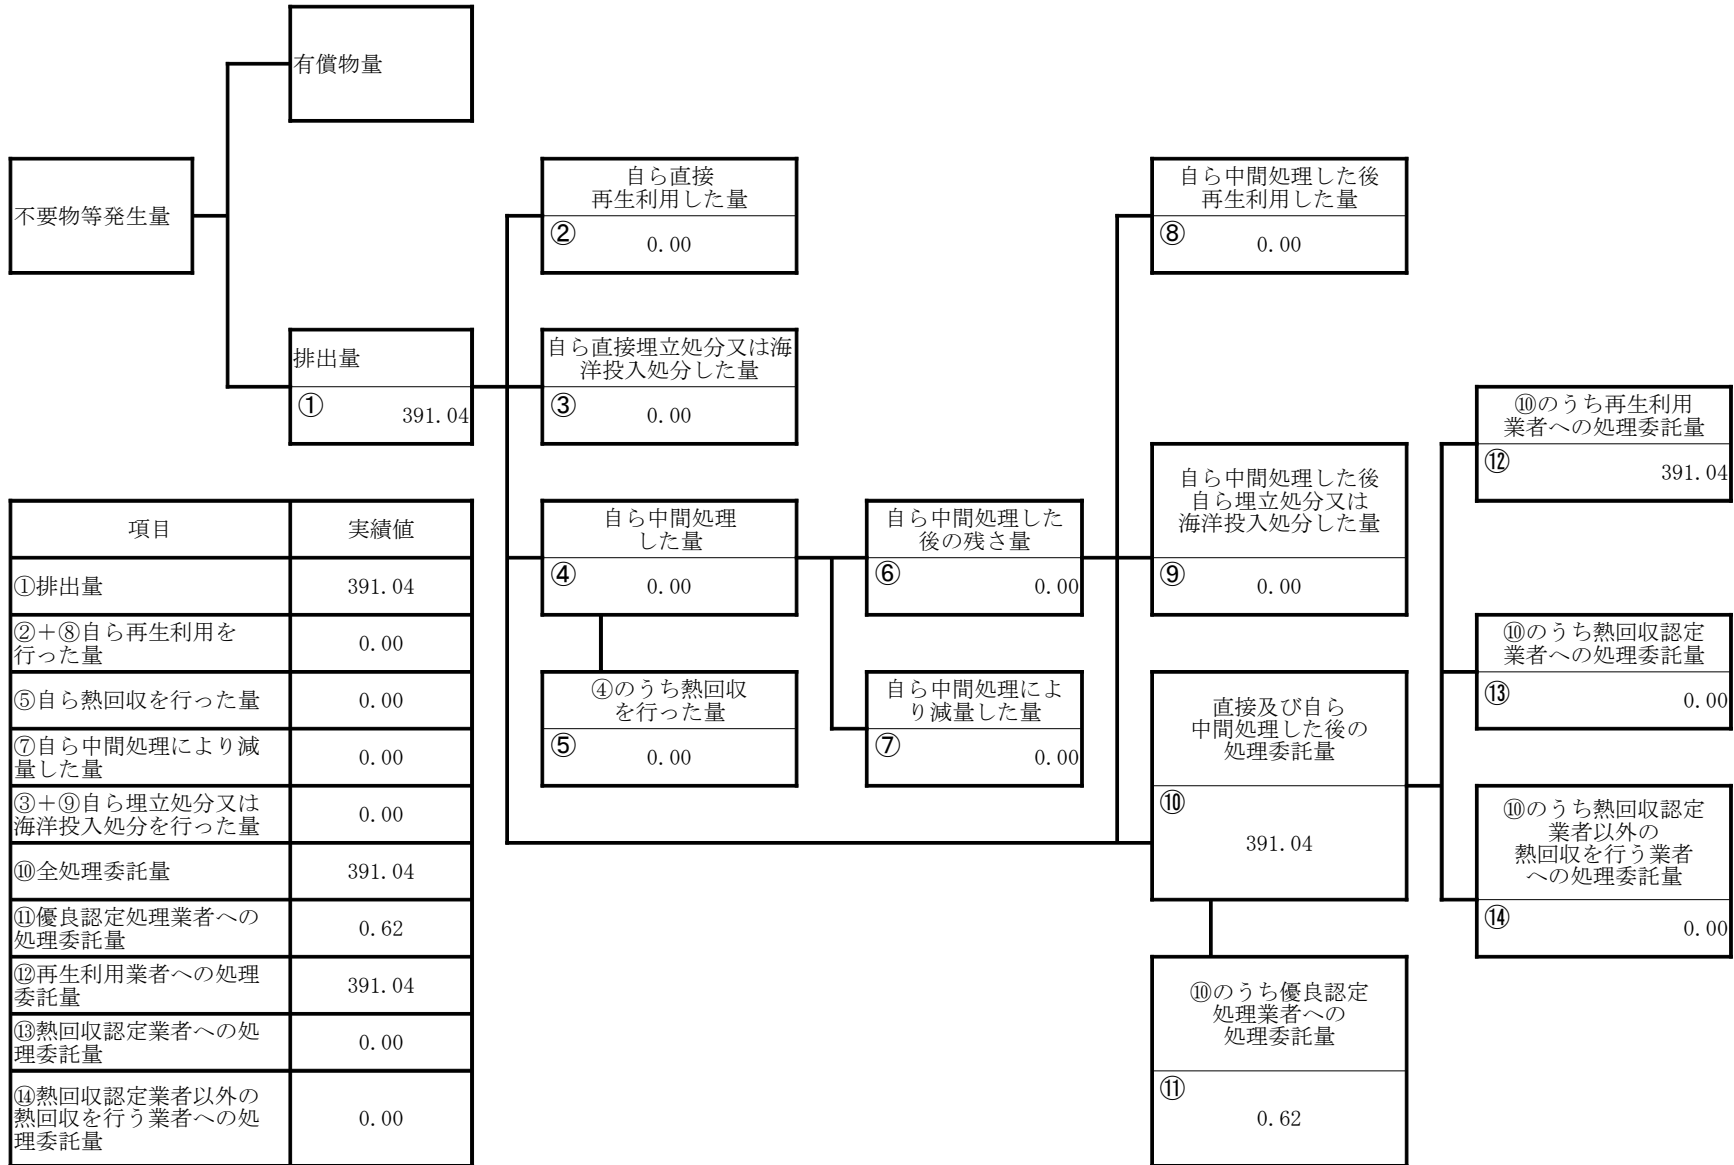 有償物量
不要物等発生量
自ら直接
再生利用した量
②
0.00
自ら中間処理した後
再生利用した量
⑧
0.00
排出量
①
391.04
自ら直接埋立処分又は海
洋投入処分した量
③
0.00
⑩のうち再生利用
業者への処理委託量
⑫
391.04
自ら中間処理した後
自ら埋立処分又は
海洋投入処分した量
⑨
0.00
自ら中間処理
した量
④
0.00
自ら中間処理した
後の残さ量
⑥
0.00
⑩のうち熱回収認定
業者への処理委託量
⑬
0.00
④のうち熱回収
を行った量
⑤
0.00
自ら中間処理によ
り減量した量
⑦
0.00
直接及び自ら
中間処理した後の
処理委託量
⑩
391.04
⑩のうち熱回収認定
業者以外の
熱回収を行う業者
への処理委託量
⑭
0.00
⑩のうち優良認定
処理業者への
処理委託量
⑪
0.62
項目 実績値
①排出量 391.04
②+⑧自ら再生利用を
行った量 0.00
⑤自ら熱回収を行った量 0.00
⑦自ら中間処理により減
量した量 0.00
③+⑨自ら埋立処分又は
海洋投入処分を行った量 0.00
⑩全処理委託量 391.04
⑪優良認定処理業者への
処理委託量 0.62
⑫再生利用業者への処理
委託量 391.04
⑬熱回収認定業者への処
理委託量 0.00
⑭熱回収認定業者以外の
熱回収を行う業者への処
理委託量 0.00